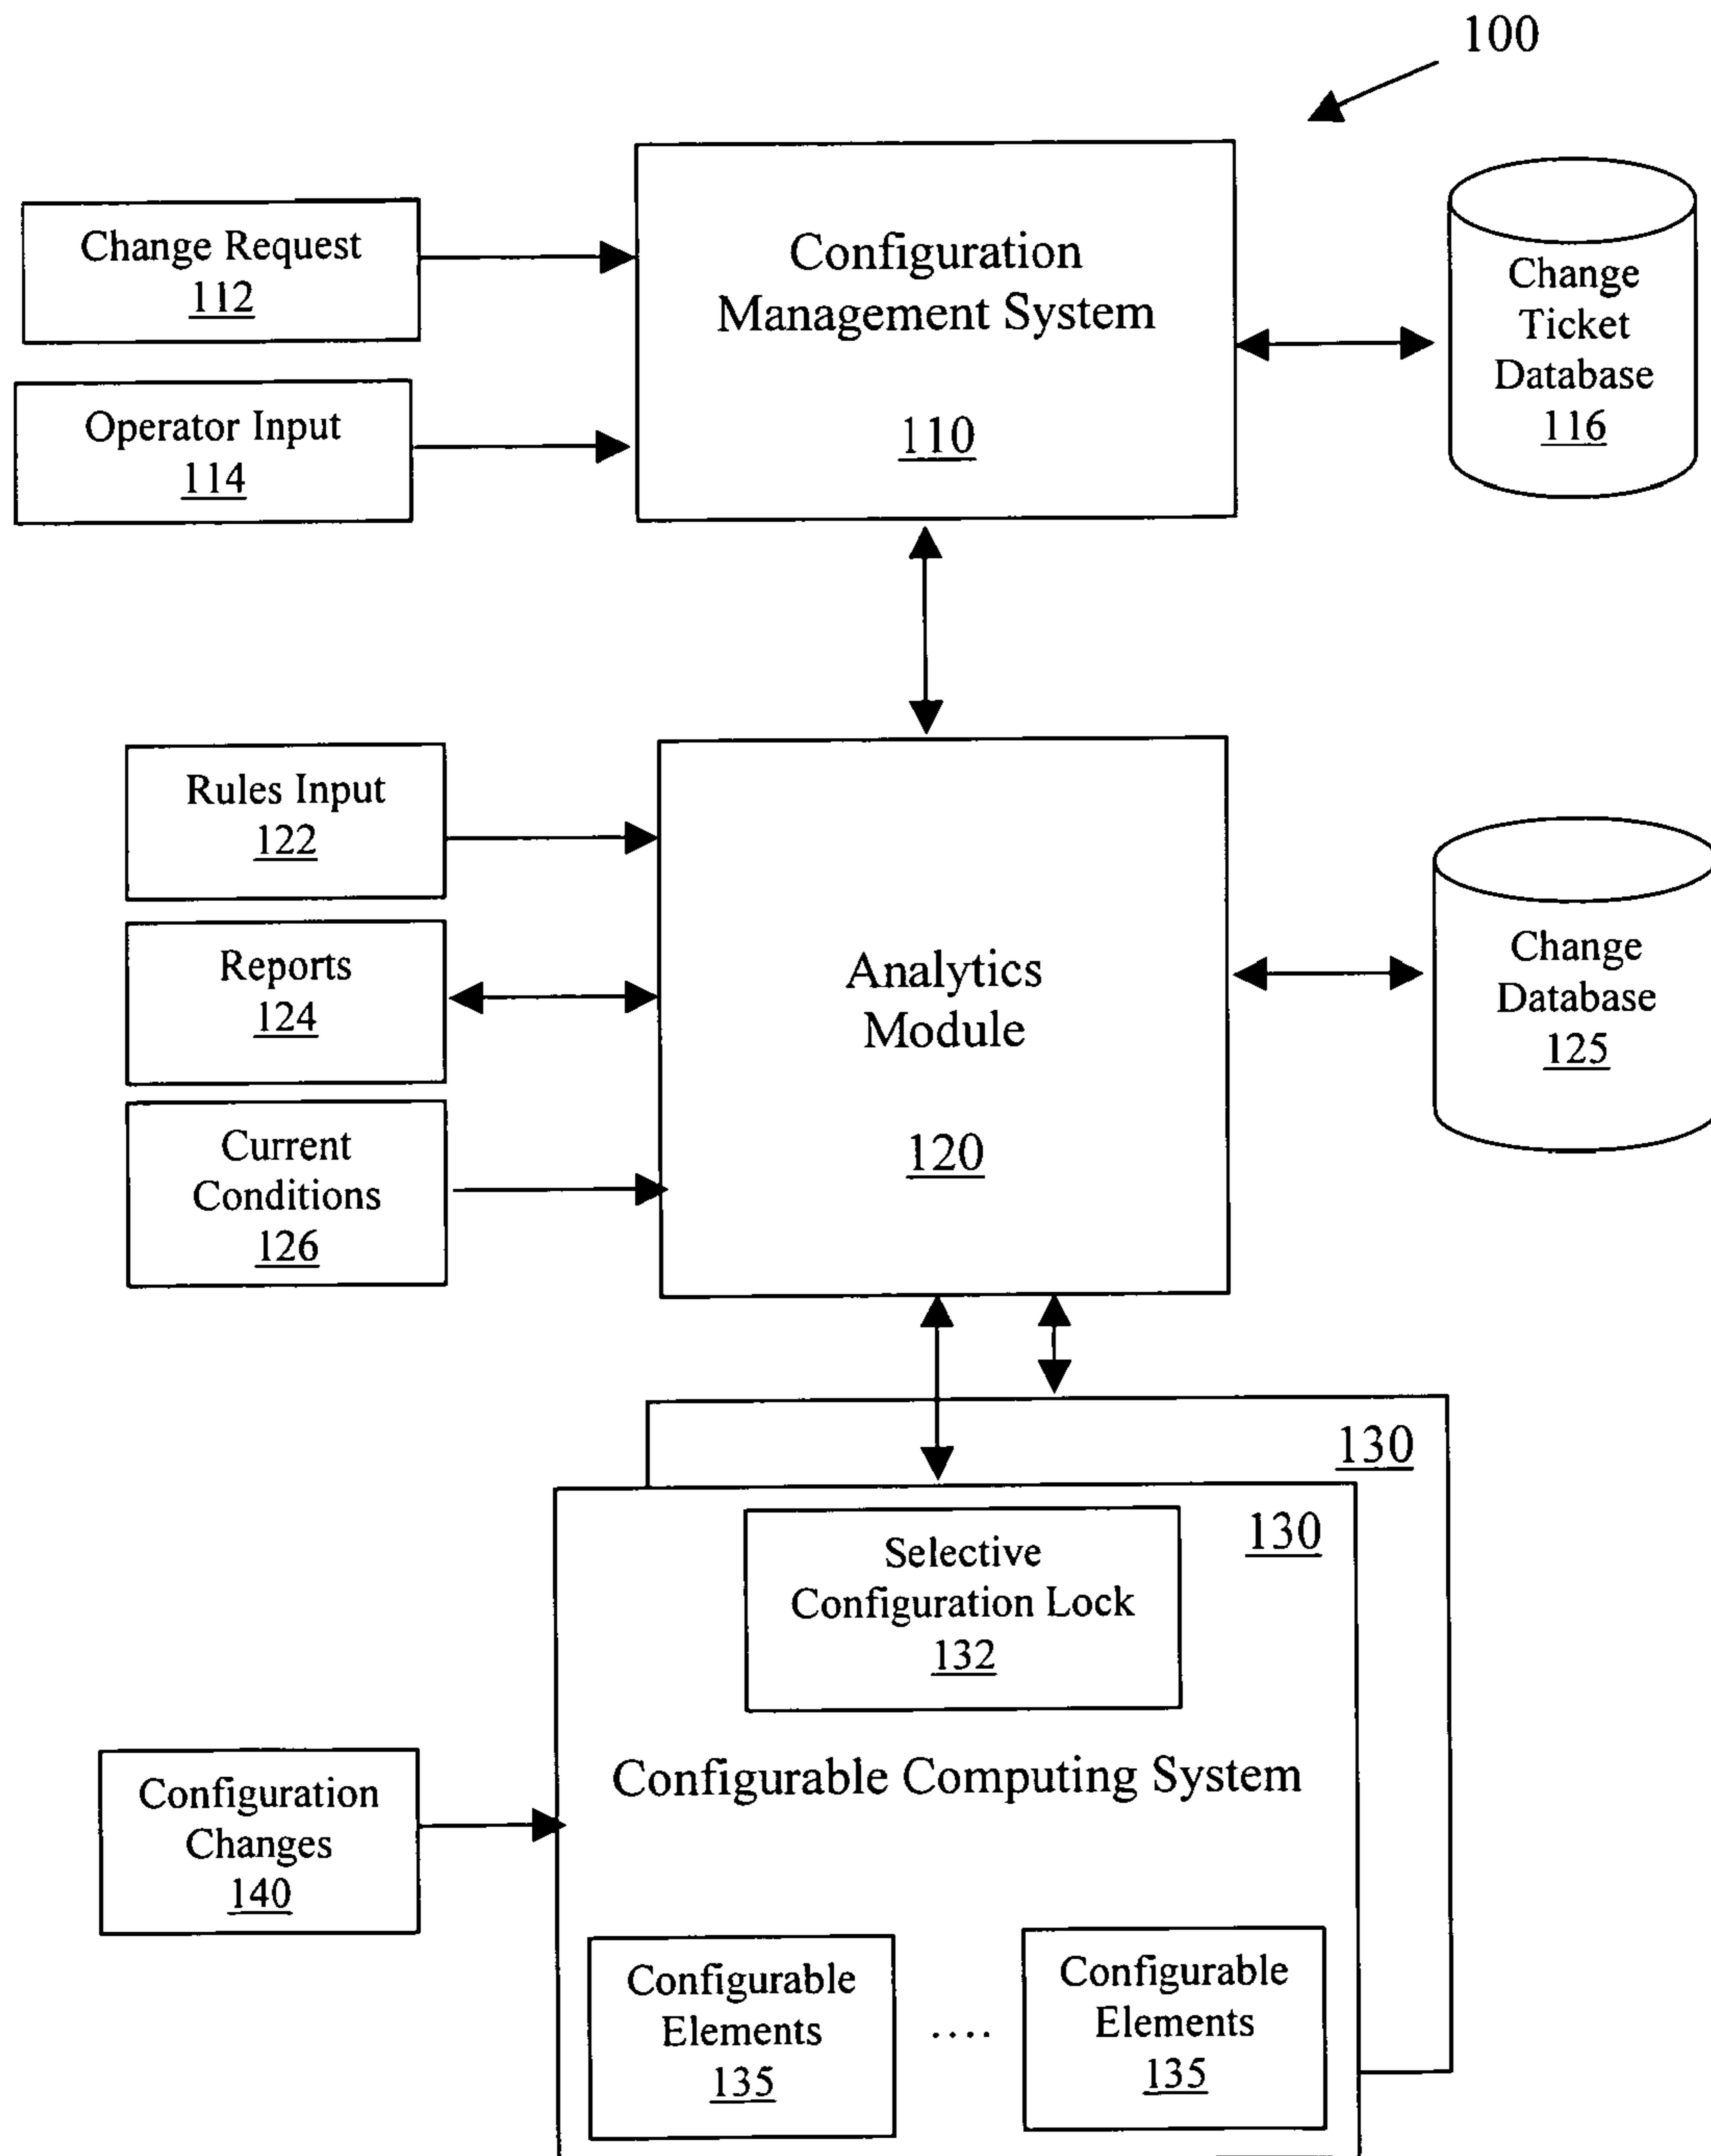 100
Change Request
112
Operator Input
114
Configuration
Management System
110
Change
Ticket
Database
116
Rules Input
122
Reports
124
Current
Conditions
126
Analytics
Module
120
Change
Database
125
130
130
Selective
Configuration Lock
132
Configurable Computing System
Configuration
Changes
140
Configurable
Elements
135
....
Configurable
Elements
135